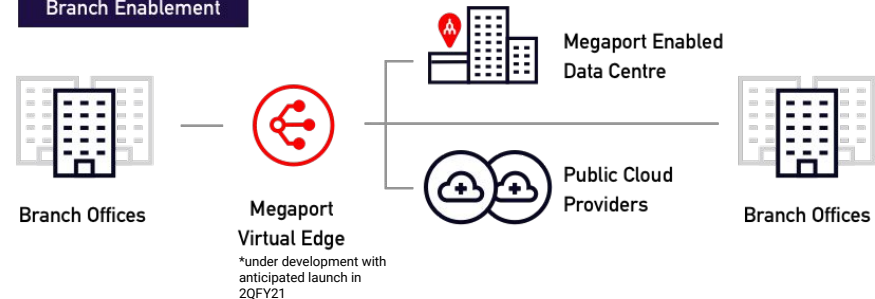 Branch Enablement
Megaport Enabled
Data Centre
Branch Offices
Megaport
Virtual Edge
*under development with
anticipated launch in
2QFY21
Public Cloud
Providers
Branch Offices